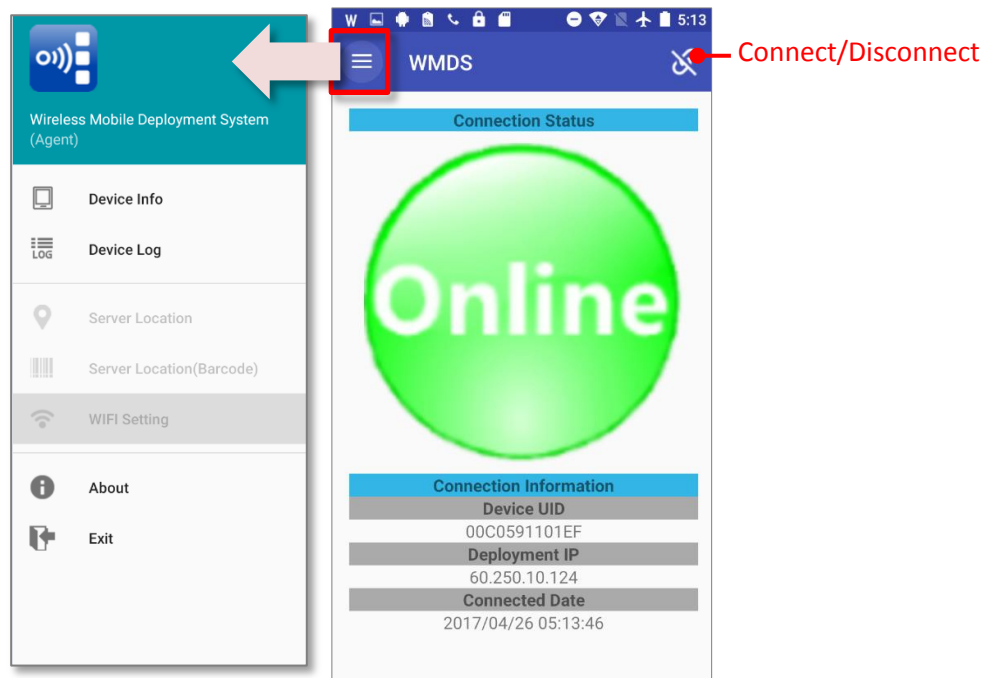 Wireless Mobile Deployment System
(Agent)
Device Info
LOG
Device Log
Server Location
Server Location(Barcode)
WIFI Setting
About
Exit
W 5:13
WMDS
Connect/Disconnect
Connection Status
Online
Connection Information
Device UID
00C0591101EF
Deployment IP
60.250.10.124
Connected Date
2017/04/26 05:13:46